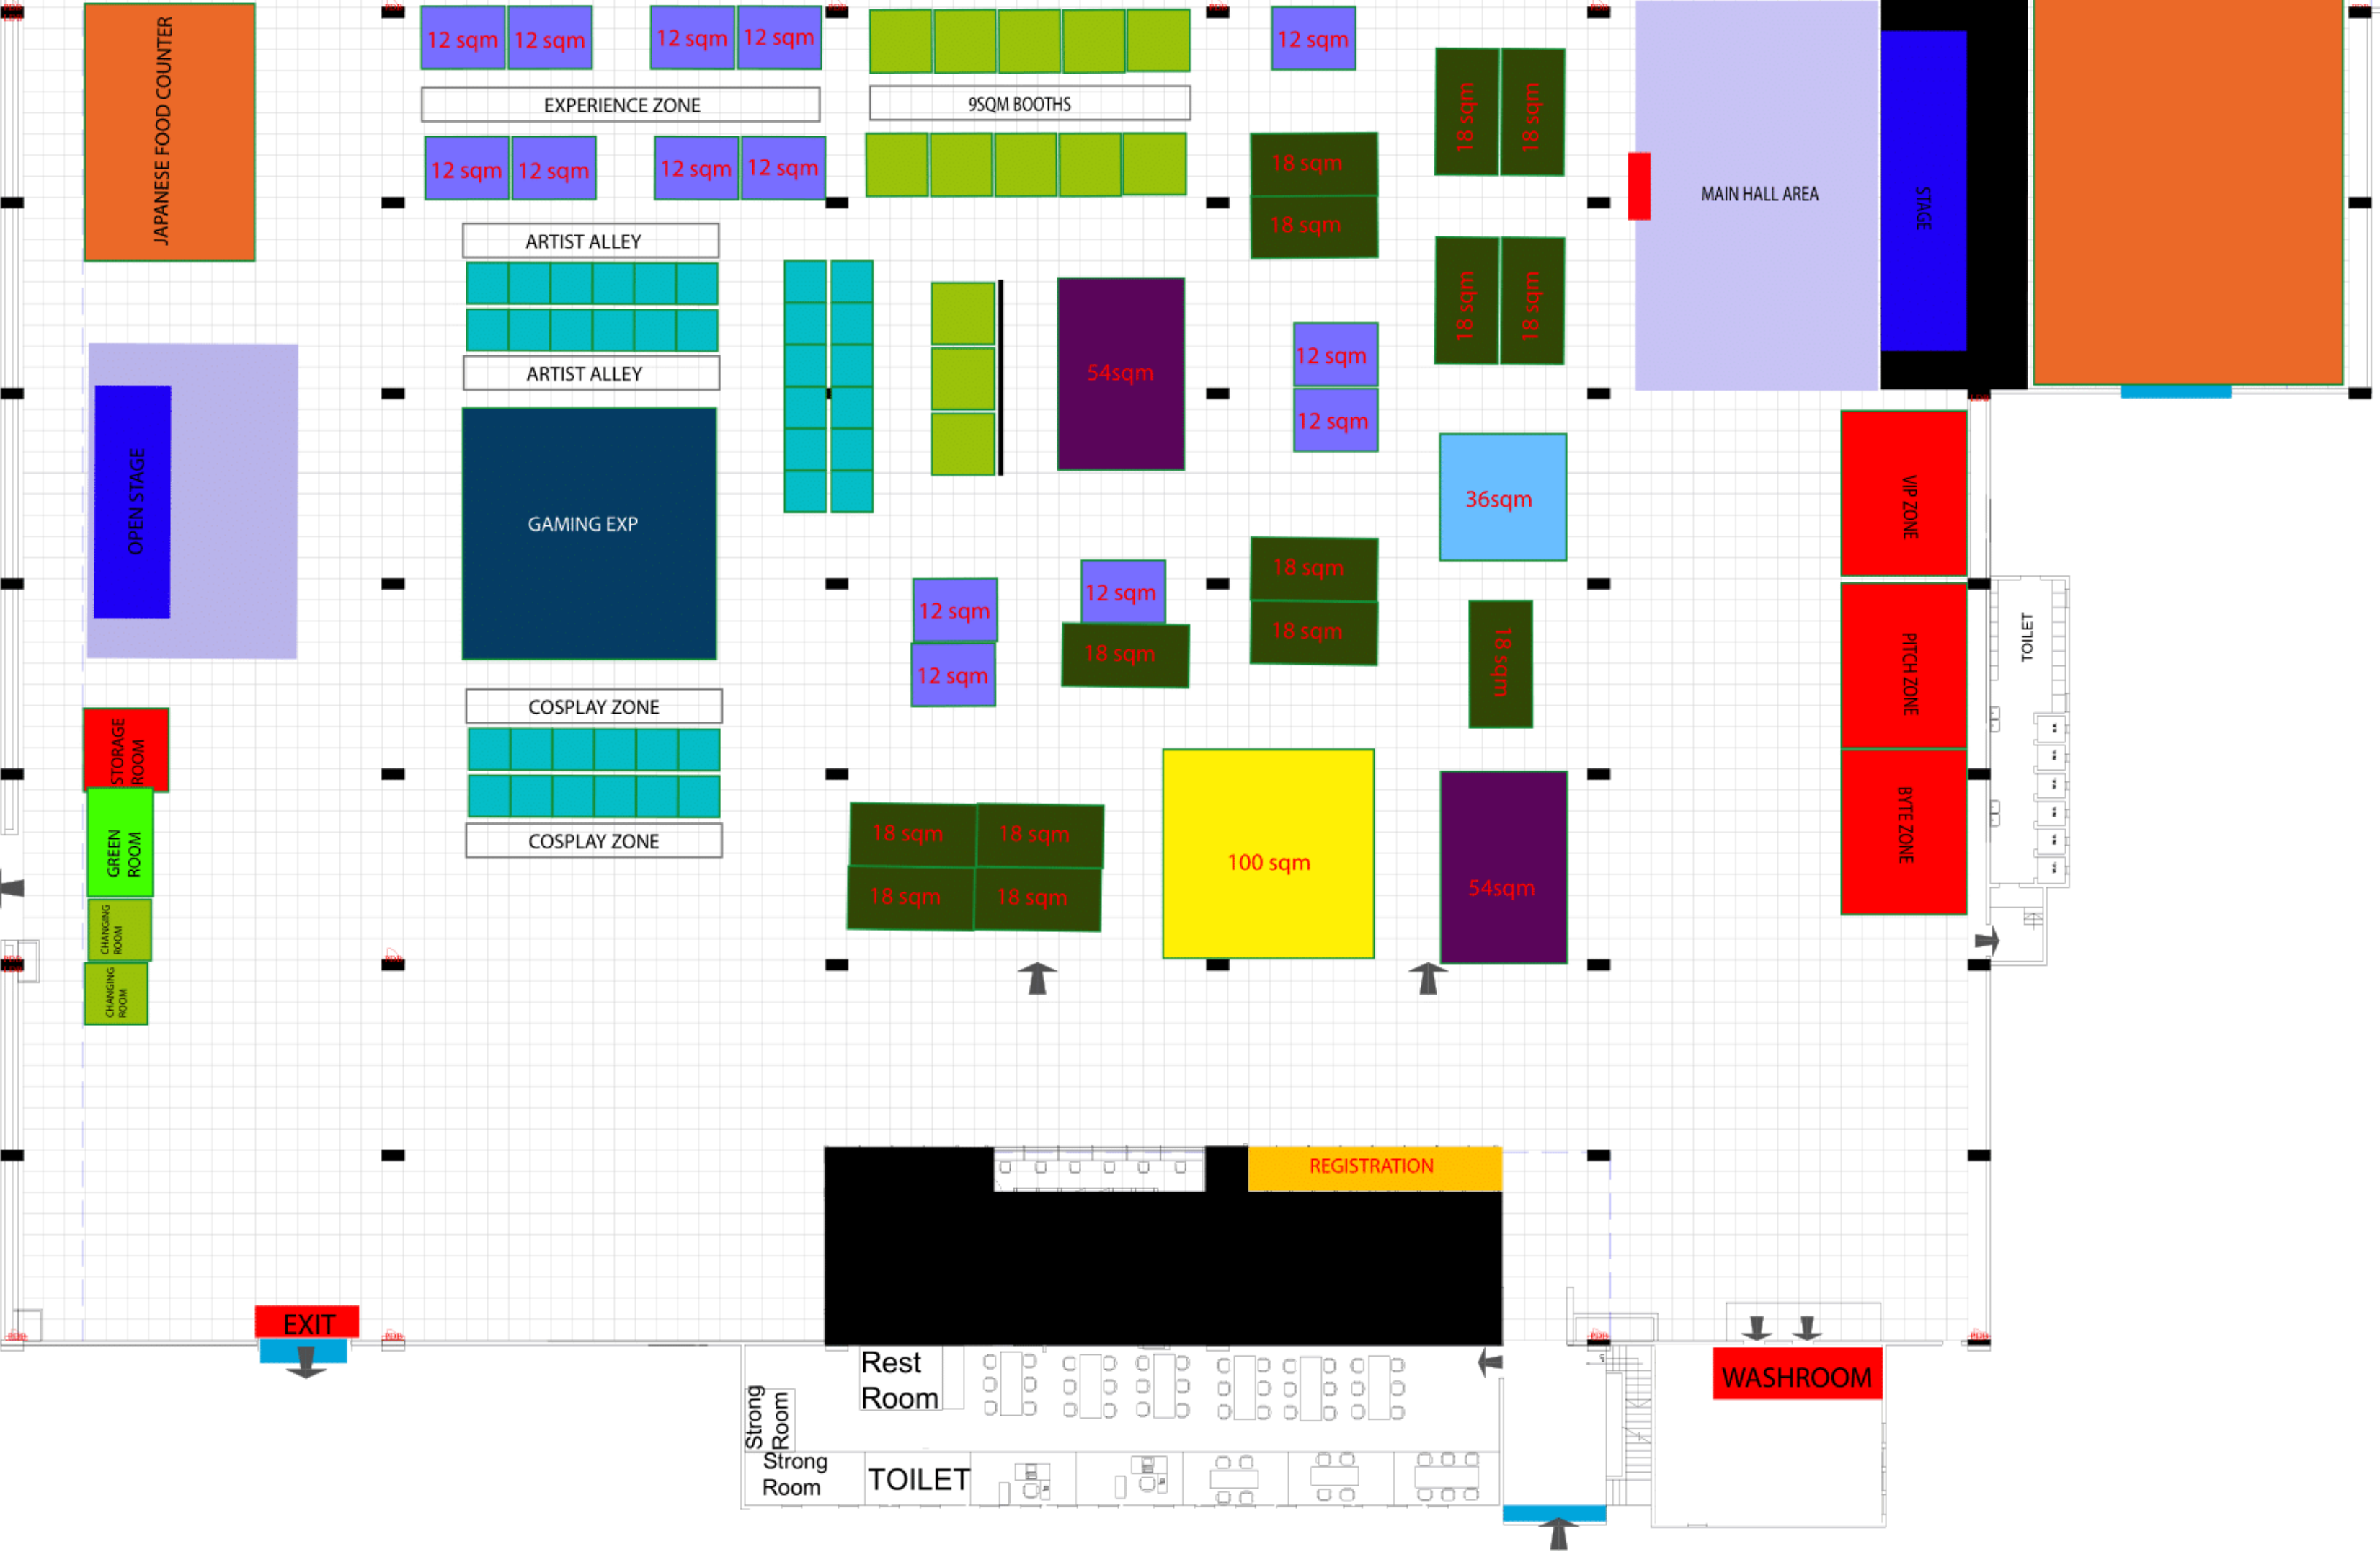 JAPANESE FOOD COUNTER
12 sqm
12 sqm
12 sqm
12 sqm
EXPERIENCE ZONE
12 sqm
12 sqm
12 sqm
12 sqm
9SQM BOOTHS
12 sqm
18 sqm
18 sqm
18 sqm
18 sqm
18 sqm
18 sqm
MAIN HALL AREA
STAGE
ARTIST ALLEY
ARTIST ALLEY
OPEN STAGE
GAMING EXP
54sqm
12 sqm
12 sqm
36sqm
VIP ZONE
PITCH ZONE
BYTE ZONE
TOILET
12 sqm
12 sqm
12 sqm
18 sqm
18 sqm
18 sqm
18 sqm
COSPLAY ZONE
COSPLAY ZONE
STORAGE
ROOM
GREEN
ROOM
CHANGING
ROOM
CHANGING
ROOM
18 sqm
18 sqm
18 sqm
18 sqm
100 sqm
54sqm
REGISTRATION
EXIT
Rest
Room
Strong
Room
Strong
Room
TOILET
WASHROOM